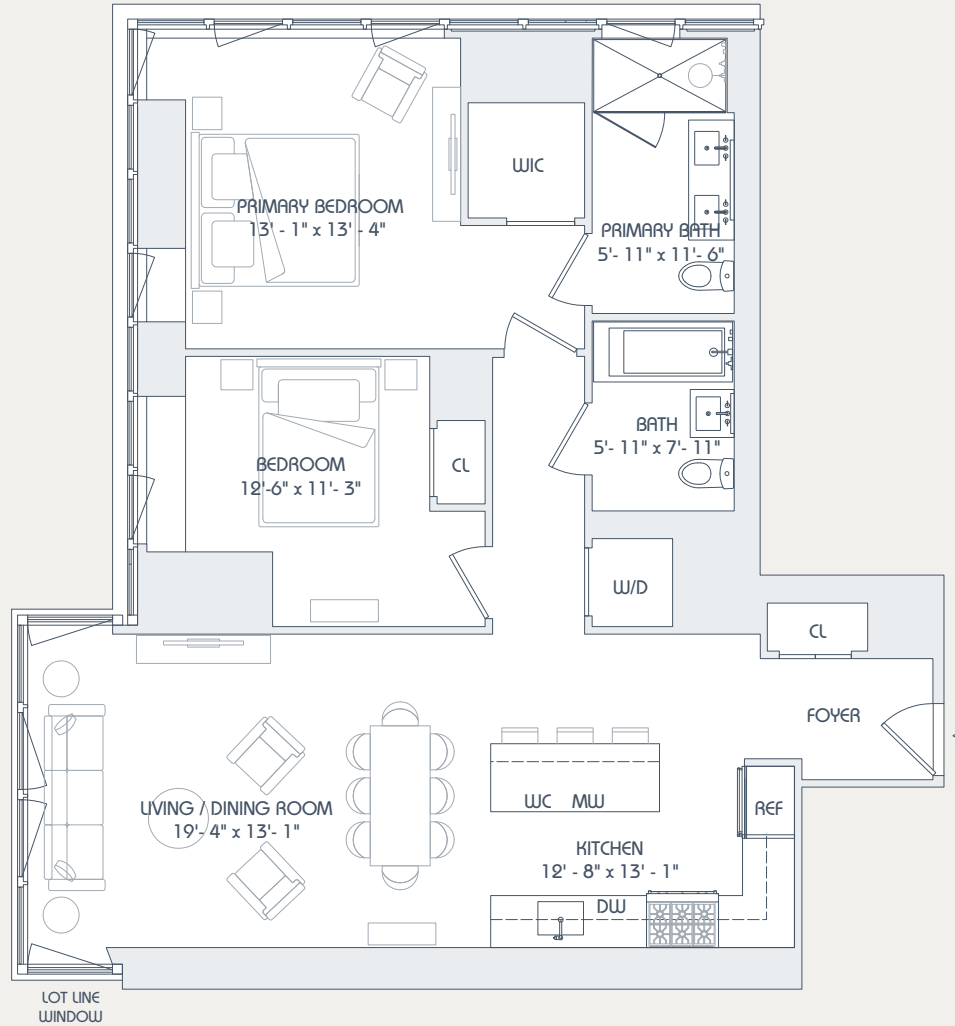 WIC
PRIMARY BEDROOM
13' - 1" x 13' - 4"
PRIMARY BATH
5'- 11" x 11'- 6"
BATH
5'- 11" x 7'- 11"
BEDROOM
12'-6" x 11'- 3"
CL
W/D
CL
FOYER
LIVING / DINING ROOM
19'- 4" x 13'- 1"
WC MW
REF
KITCHEN
12' - 8" x 13' - 1"
DW
LOT LINE
WINDOW